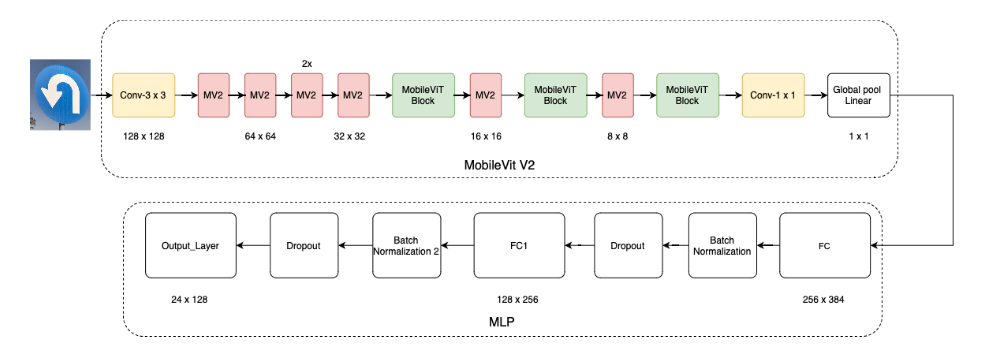 2x
Conv-3 x 3
MV2
MV2
MV2
MV2
MobileViT
Block
MV2
MobileViT
Block
MV2
MobileViT
Block
Conv-1 x 1
Global pool
Linear
128 x 128
64 x 64
32 x 32
16 x 16
8 x 8
1 x 1
MobileVit V2
Output_Layer
Dropout
Batch
Normalization 2
FC1
Dropout
Batch
Normalization
FC
24 x 128
128 x 256
256 x 384
MLP